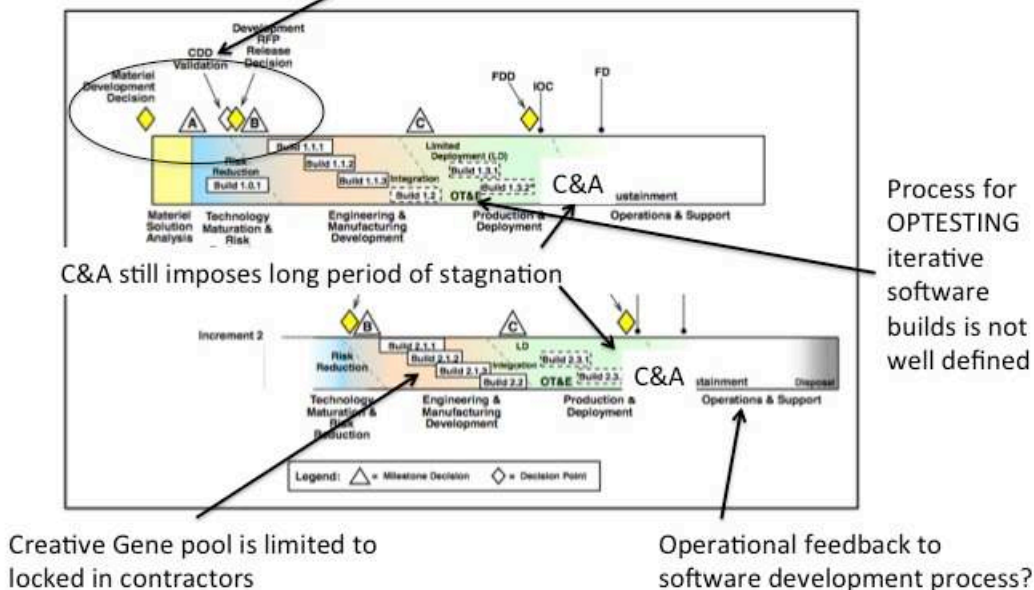 Development
RFP
Release
Decision
CDD
Validation
Materiel
Development
Decision
FDD
IOC
FD
A
B
C
Build 1.1.1
Build 1.1.2
Build 1.1.3
Integration
Build 1.2
Risk
Reduction
Build 1.0.1
Limited
Deployment (LD)
Build 1.3.1
Build 1.3.2*
OT&E
C&A
ustainment
Materiel
Solution
Analysis
Technology
Maturation &
Risk
Engineering &
Manufacturing
Development
Production &
Deployment
Operations & Support
Process for
OPTESTING
iterative
software
builds is not
well defined
C&A still imposes long period of stagnation
Increment 2
B
C
Risk
Reduction
Build 2.1.1
Build 2.1.2
Build 2.1.3
Integration
Build 2.2
LD
Build 2.3.1
Build 2.3.
OT&E
C&A
tainment
Disposal
Technology
Maturation &
Risk
Reduction
Engineering &
Manufacturing
Development
Production &
Deployment
Operations & Support
Legend: = Milestone Decision = Decision Point
Creative Gene pool is limited to
locked in contractors
Operational feedback to
software development process?